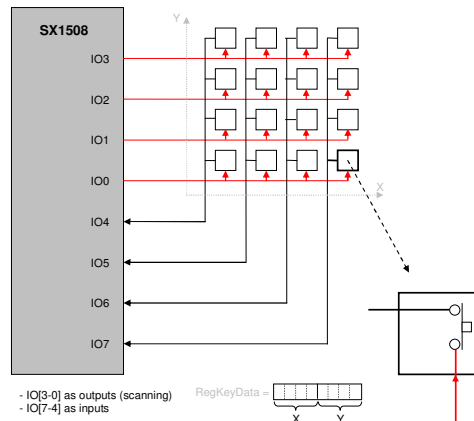 SX1508
Y
IO3
IO2
IO1
IO0
X
IO4
IO5
IO6
IO7
- IO[3-0] as outputs (scanning)
- IO[7-4] as inputs
RegKeyData =
X Y